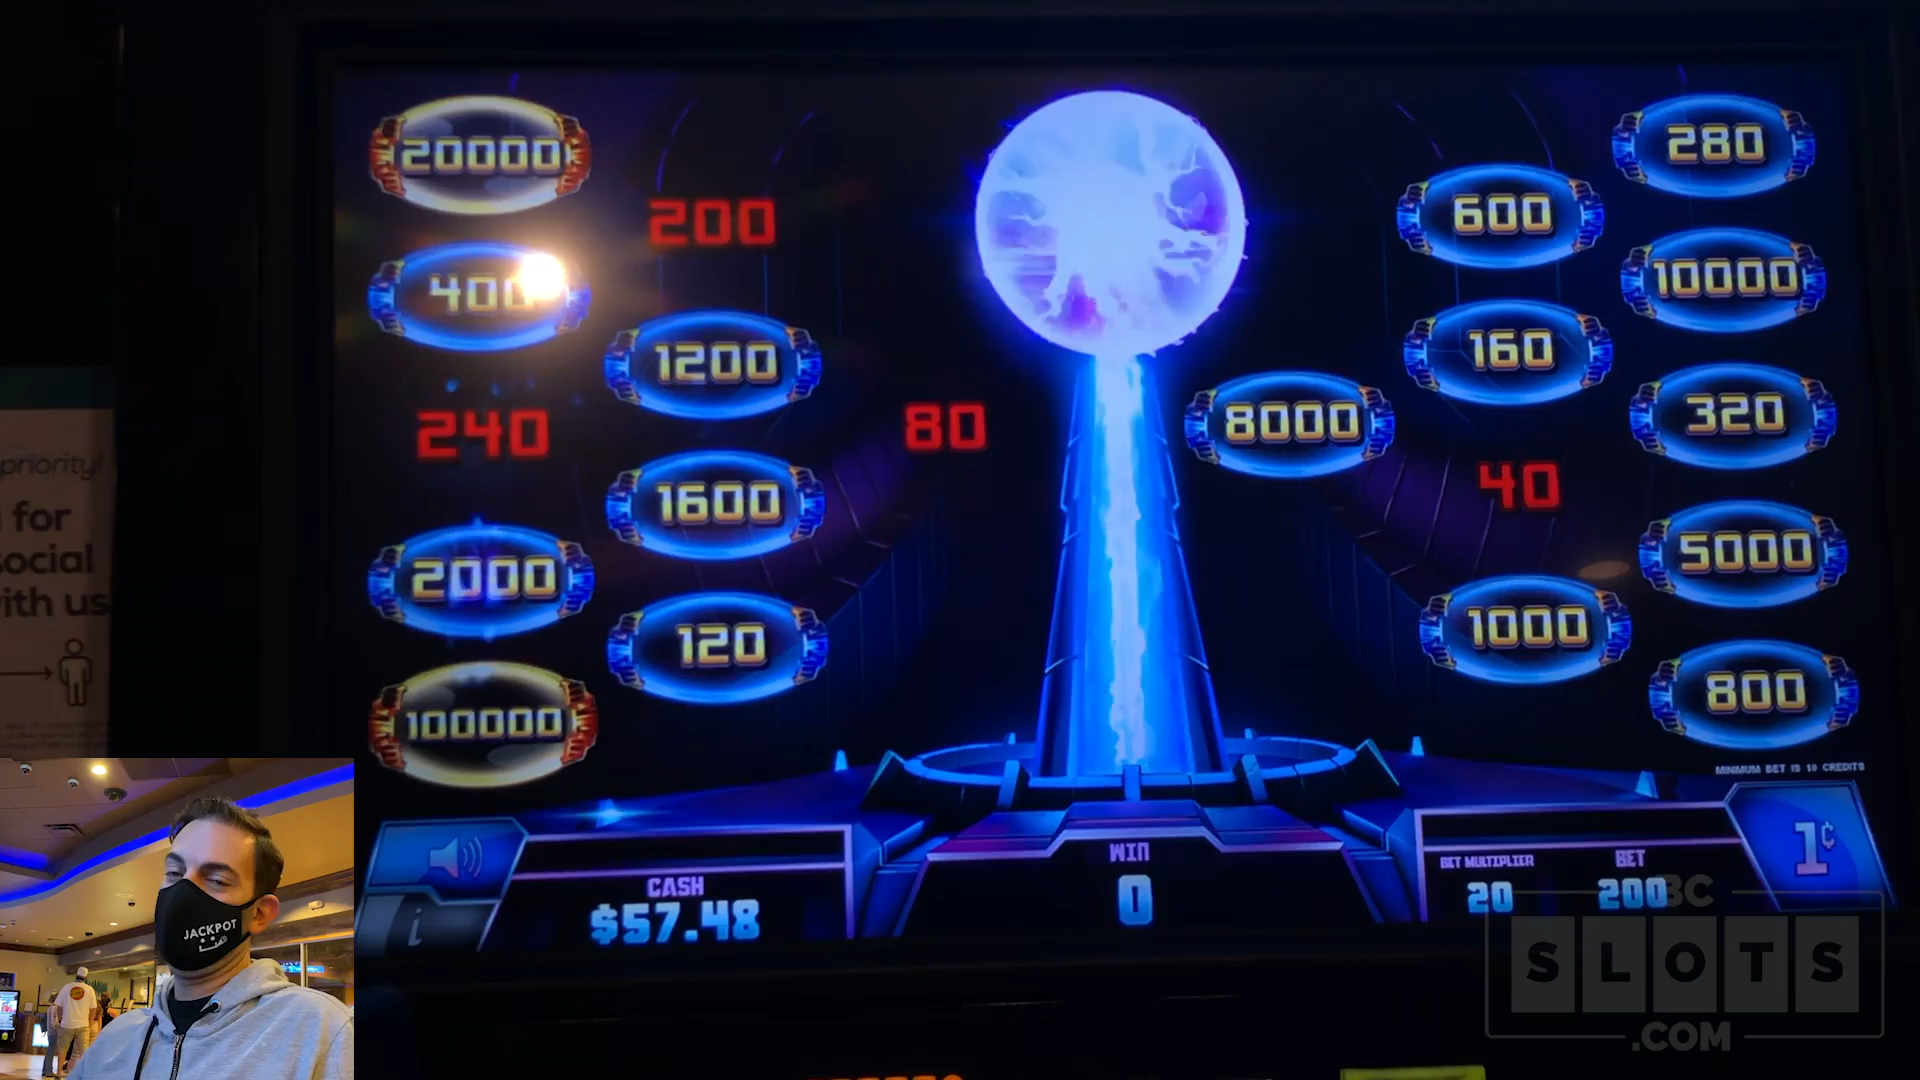 20000
400
240
2000
100000
200
1200
1600
120
80
8000
600
160
40
1000
280
10000
320
5000
800
MINIMUM BET IS 10 CREDITS
CASH
$57.48
WIN
0
BET MULTIPLIER
20
BET
200
1¢
i
priority!
for
social
with us
JACKPOT
BC
SLOTS
.COM